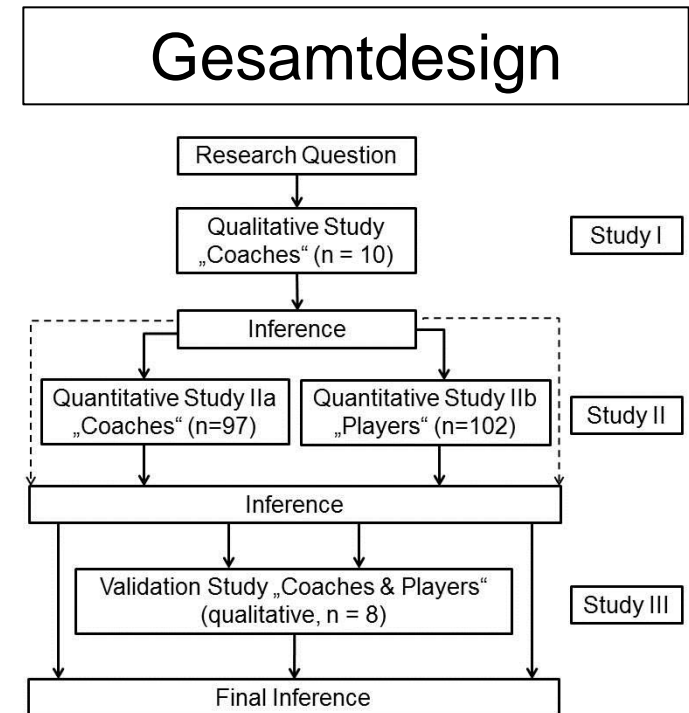 Gesamtdesign
Research Question
Qualitative Study
„Coaches“ (n = 10)
Study I
Inference
Quantitative Study IIa
„Coaches“ (n=97)
Quantitative Study IIb
„Players“ (n=102)
Study II
Inference
Validation Study „Coaches & Players“
(qualitative, n = 8)
Study III
Final Inference